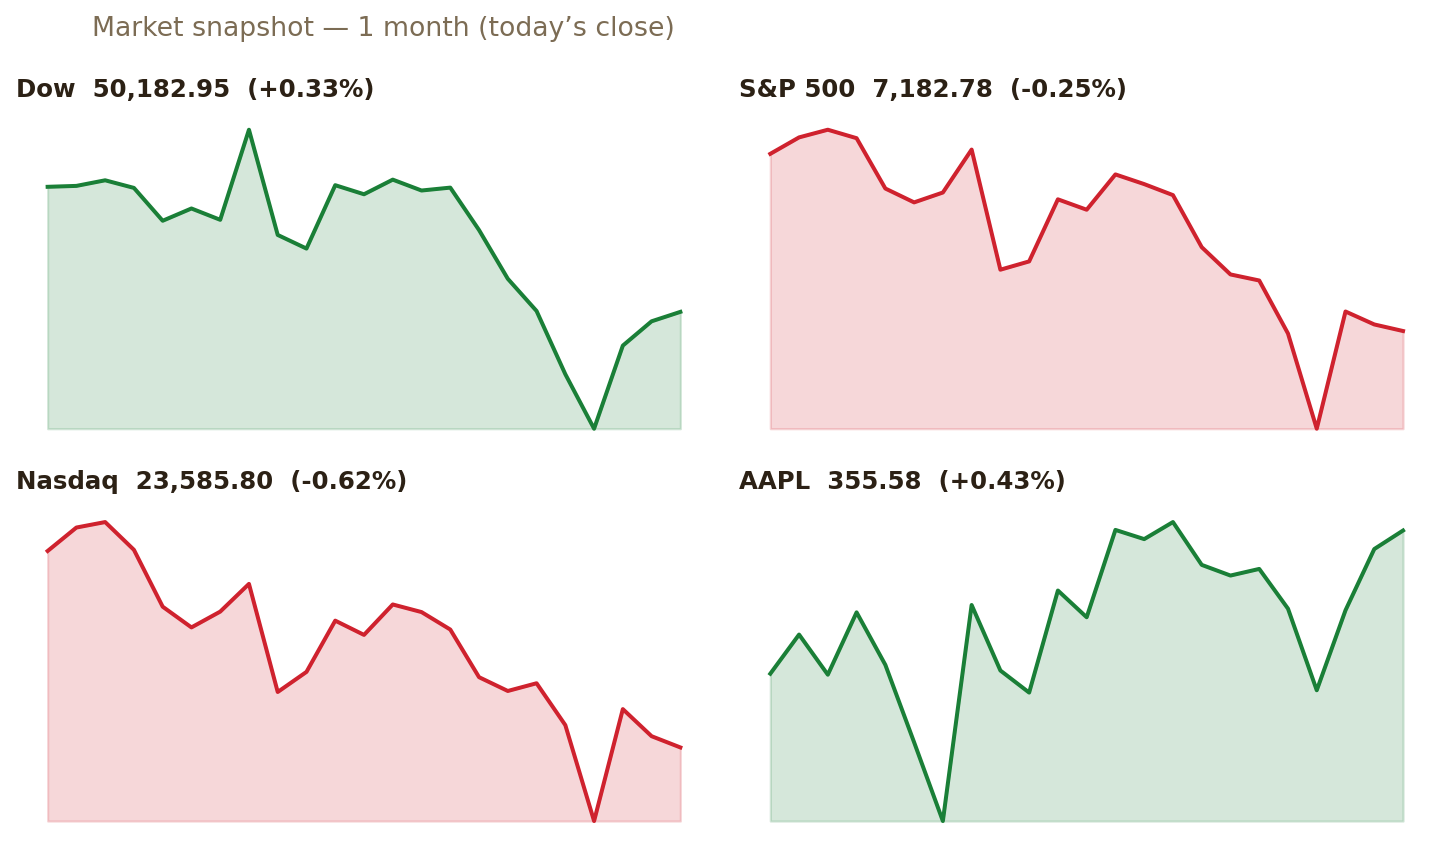 Market snapshot — 1 month (today’s close)
Dow  50,182.95  (+0.33%)
S&P 500  7,182.78  (-0.25%)
Nasdaq  23,585.80  (-0.62%)
AAPL  355.58  (+0.43%)